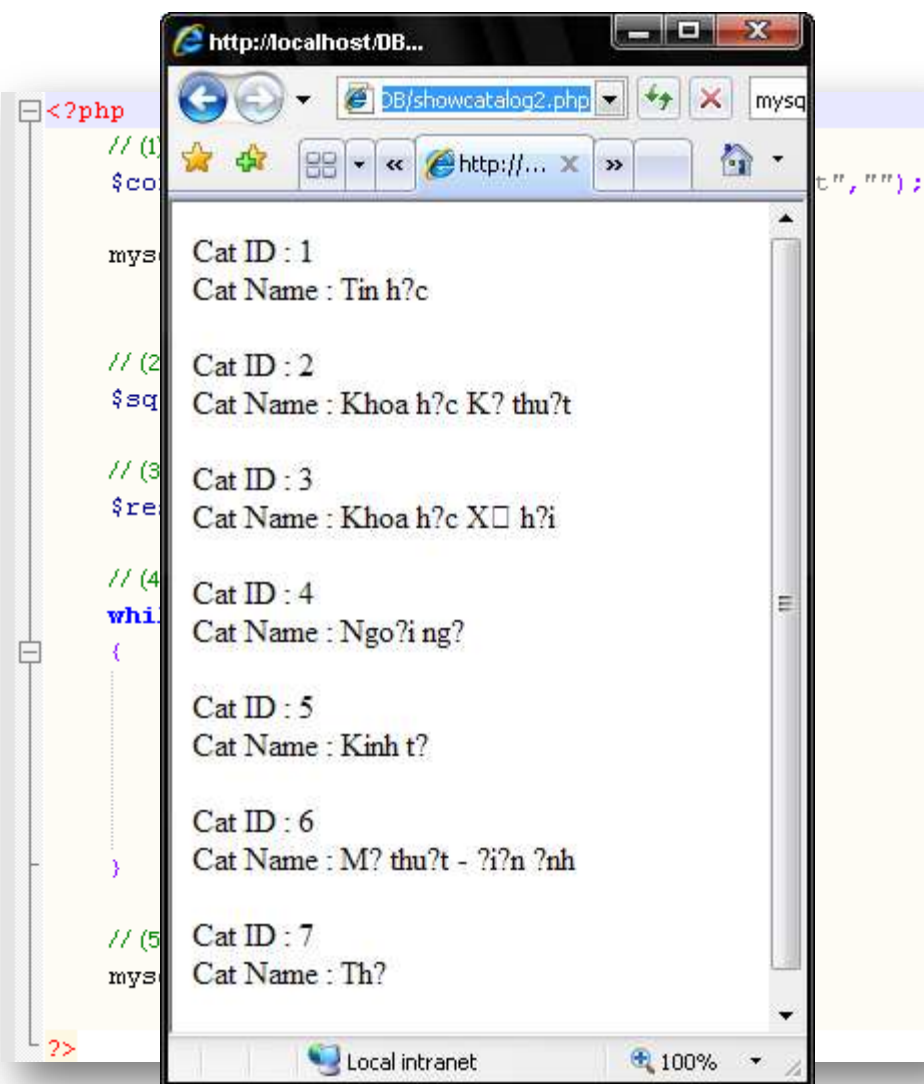 http://localhost/DB...
DB/showcatalog2.php
mysq
http://...
<?php
// (1)
$co t","");
mys
// (2
$sq
// (3
$re
// (4
whil
{
}
// (5
mys
?>
Cat ID : 1
Cat Name : Tin h?c
Cat ID : 2
Cat Name : Khoa h?c K? thu?t
Cat ID : 3
Cat Name : Khoa h?c X□ h?i
Cat ID : 4
Cat Name : Ngo?i ng?
Cat ID : 5
Cat Name : Kinh t?
Cat ID : 6
Cat Name : M? thu?t - ?i?n ?nh
Cat ID : 7
Cat Name : Th?
Local intranet
100%